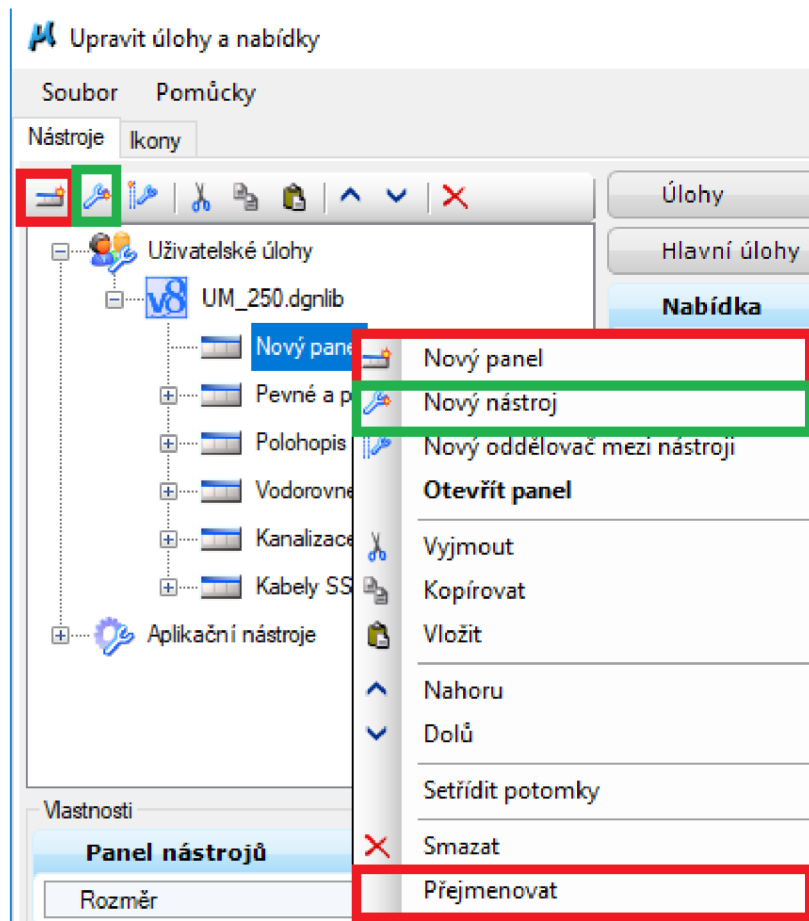 Upravit úlohy a nabídky
Soubor Pomůcky
Nástroje Ikony
Úlohy
Uživatelské úlohy
Hlavní úlohy
v8 UM_250.dgnlib
Nabídka
Nový pane
Pevné a p
Polohopis
Vodorovne
Kanalizace
Kabely SS
Aplikační nástroje
Nový panel
Nový nástroj
Nový oddělovač mezi nástroji
Otevřít panel
Vyjmout
Kopírovat
Vložit
Nahoru
Dolů
Setřídit potomky
Smazat
Přejmenovat
Vlastnosti
Panel nástrojů
Rozměr